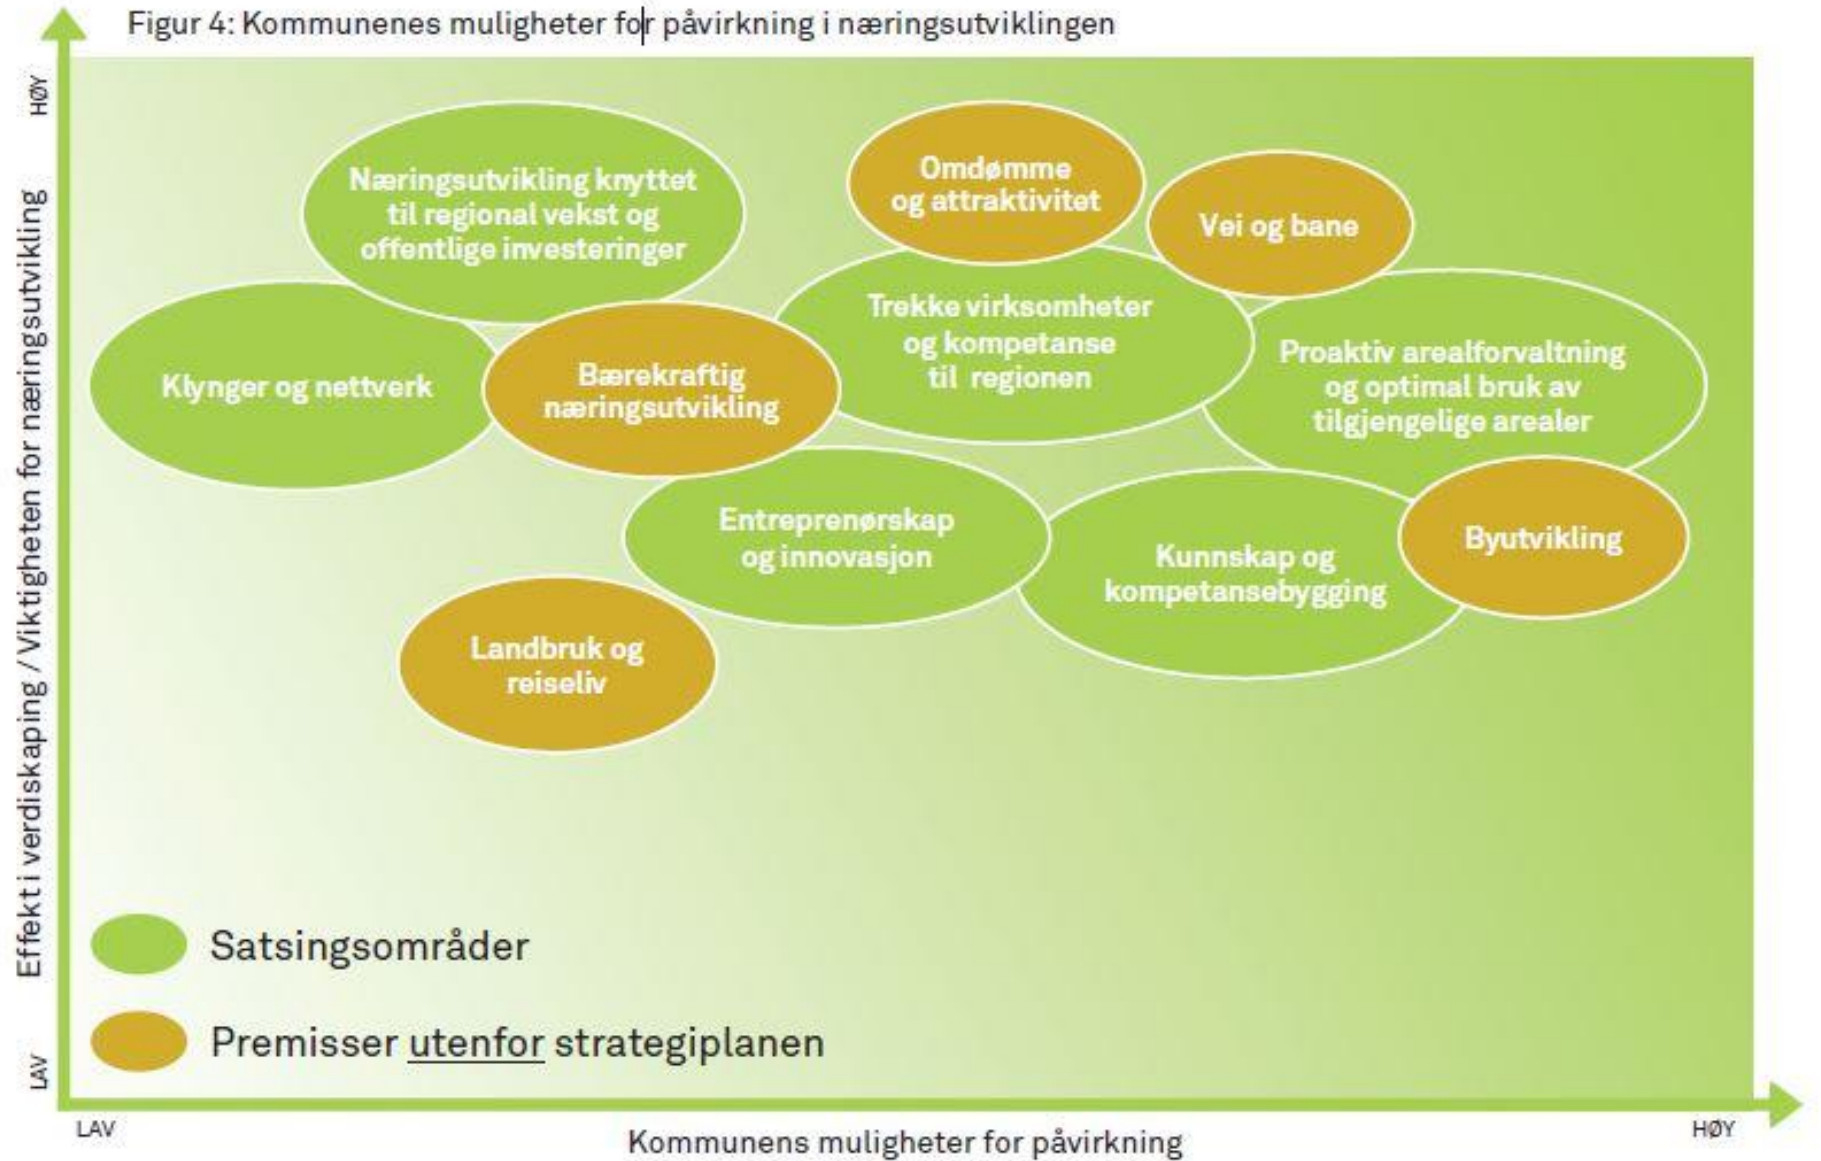 Figur 4: Kommunenes muligheter for påvirkning i næringsutviklingen
HØY
Effekt i verdiskaping / Viktigheten for næringsutvikling
LAV
Næringsutvikling knyttet
til regional vekst og
offentlige investeringer
Omdømme
og attraktivitet
Vei og bane
Klynger og nettverk
Bærekraftig
næringsutvikling
Trekke virksomheter
og kompetanse
til regionen
Proaktiv arealforvaltning
og optimal bruk av
tilgjengelige arealer
Entreprenørskap
og innovasjon
Kunnskap og
kompetansebygging
Byutvikling
Landbruk og
reiseliv
Satsingsområder
Premisser utenfor strategiplanen
LAV
Kommunens muligheter for påvirkning
HØY